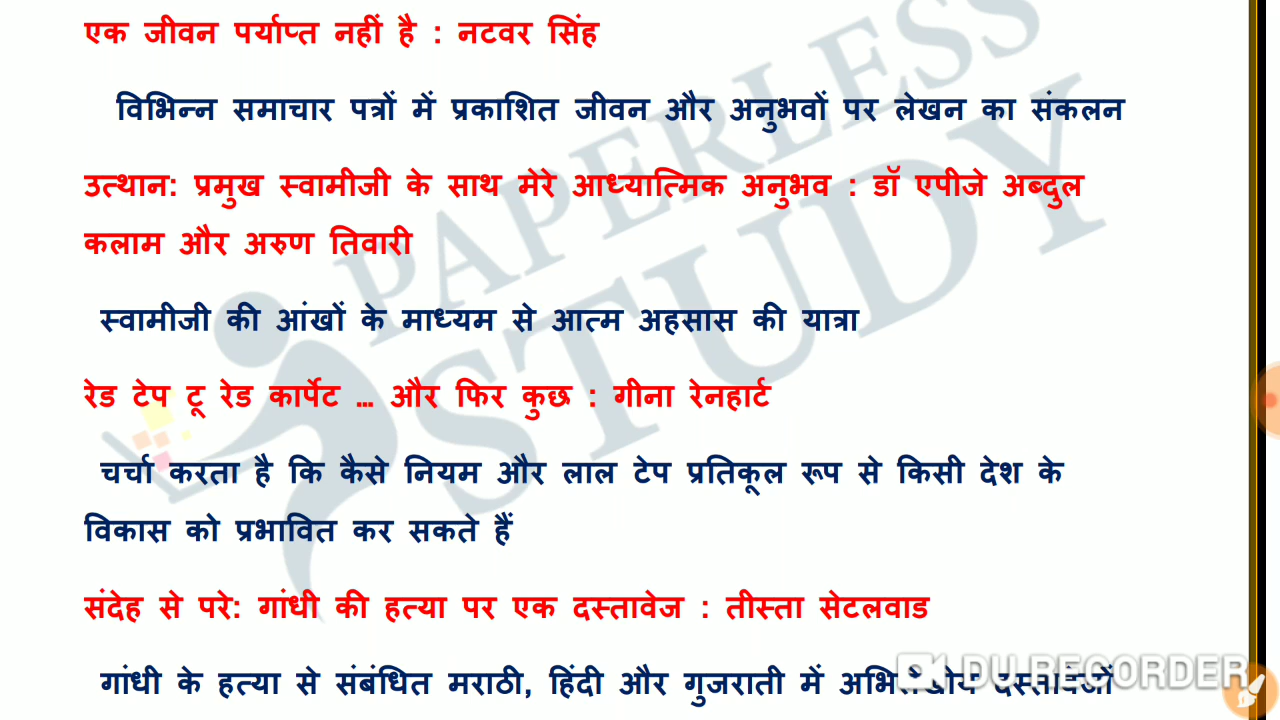 एक जीवन पर्याप्त नहीं है : नटवर सिंह
विभिन्न समाचार पत्रों में प्रकाशित जीवन और अनुभवों पर लेखन का संकलन
उत्थान: प्रमुख स्वामीजी के साथ मेरे आध्यात्मिक अनुभव : डॉ एपीजे अब्दुल
कलाम और अरुण तिवारी
स्वामीजी की आंखों के माध्यम से आत्म अहसास की यात्रा
रेड टेप टू रेड कार्पेट ... और फिर कुछ : गीना रेनहार्ट
चर्चा करता है कि कैसे नियम और लाल टेप प्रतिकूल रूप से किसी देश के
विकास को प्रभावित कर सकते हैं
संदेह से परे: गांधी की हत्या पर एक दस्तावेज : तीस्ता सेटलवाड
गांधी के हत्या से संबंधित मराठी, हिंदी और गुजराती में अभिलेखीय दस्तावेजों
PAPERLESS
STUDY
DU RECORDER